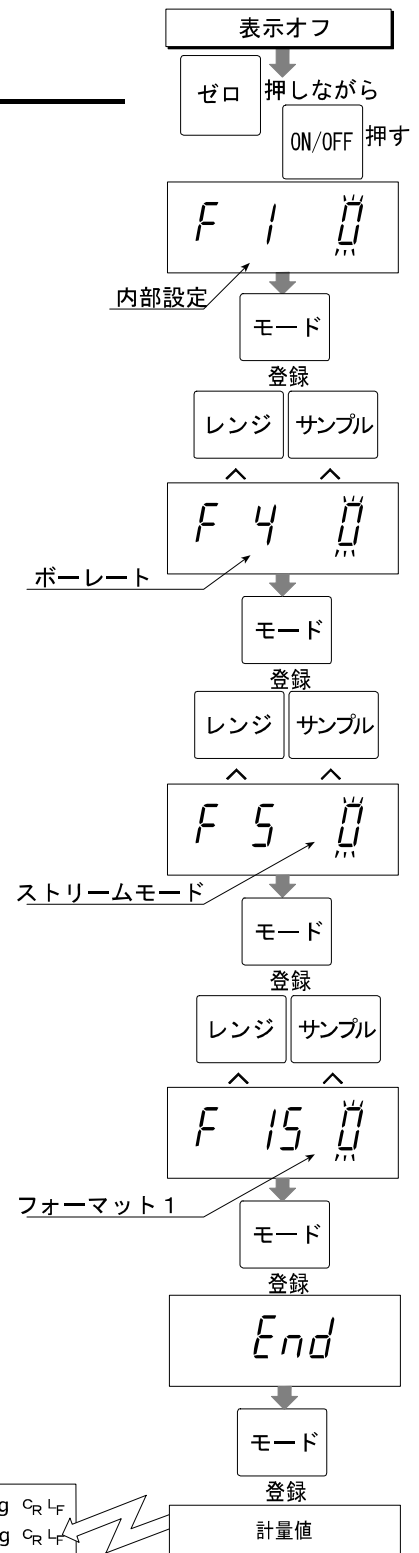 表示オフ
ゼロ 押しながら
ON/OFF 押す
F 1 0
内部設定
モード
登録
レンジ サンプル
F 4 0
ボーレート
モード
登録
レンジ サンプル
F 5 0
ストリームモード
モード
登録
レンジ サンプル
F 15 0
フォーマット1
モード
登録
End
モード
登録
g CR LF
g CR LF
計量値